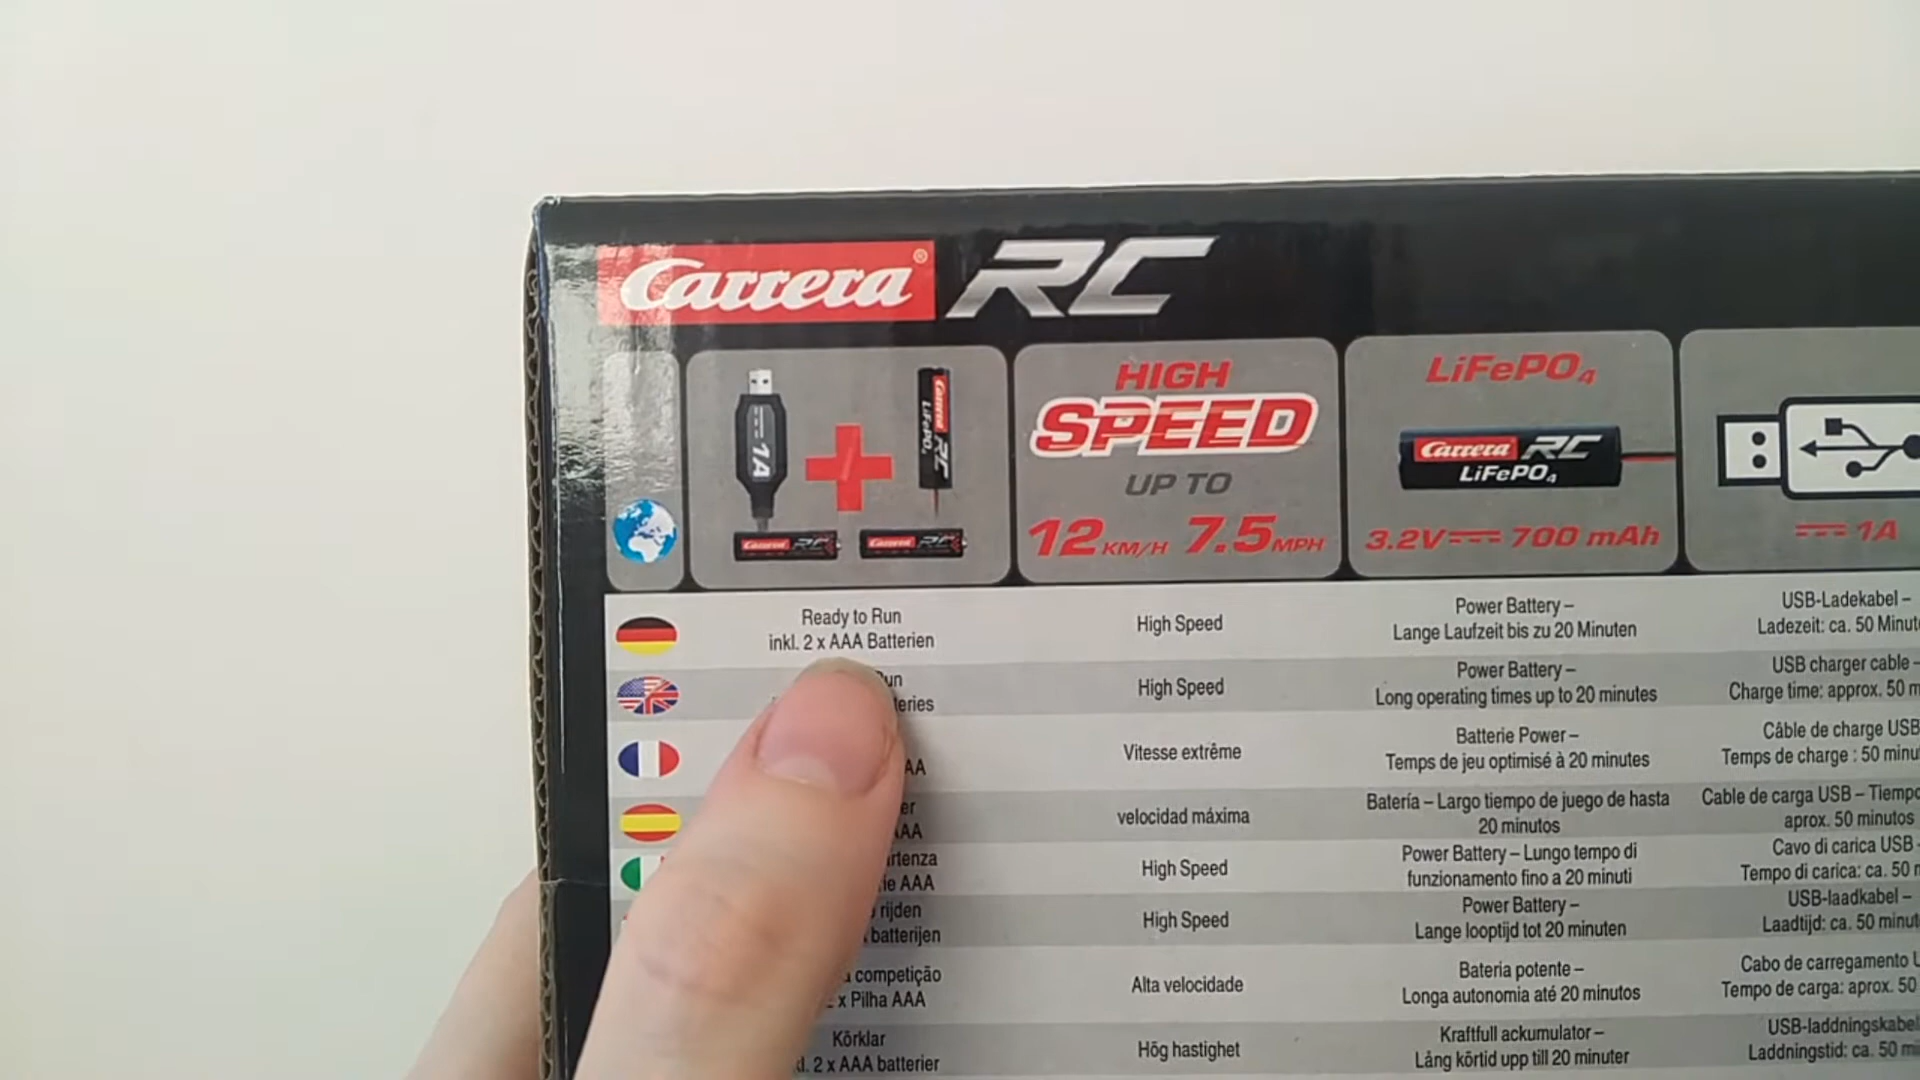 Carrera® RC
1A
Carrera RC
LiFePO4
Carrera RC
Carrera RC
HIGH
SPEED
UP TO
12 KM/H 7.5 MPH
LiFePO4
Carrera RC
LiFePO4
3.2V 700 mAh
1A
Ready to Run
inkl. 2 x AAA Batterien
High Speed
Power Battery –
Lange Laufzeit bis zu 20 Minuten
USB-Ladekabel –
Ladezeit: ca. 50
High Speed
Power Battery –
Long operating times up to 20 minutes
USB charger cable –
Charge time: approx. 50
AA
Vitesse extrême
Batterie Power –
Temps de jeu optimisé à 20 minutes
Câble de charge USB
Temps de charge : 50
AAA
velocidad máxima
Batería – Largo tiempo de juego de hasta
20 minutos
Cable de carga USB –
aprox. 50 minutos
AAA
High Speed
Power Battery – Lungo tempo di
funzionamento fino a 20 minuti
Cavo di carica USB
Tempo di carica: ca. 50
rijden
batterijen
High Speed
Power Battery –
Lange looptijd tot 20 minuten
USB-laadkabel –
Laadtijd: ca. 50
competição
x Pilha AAA
Alta velocidade
Bateria potente –
Longa autonomia até 20 minutos
Cabo de carregamento
Tempo de carga: aprox. 50
Körklar
2 x AAA batterier
Hög hastighet
Kraftfull ackumulator –
Lång körtid upp till 20 minuter
USB-laddningskabel
Laddningstid: ca. 50